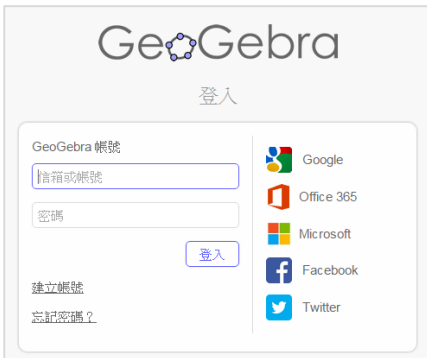 GeoGebra
登入
GeoGebra 帳號
信箱或帳號
密碼
登入
建立帳號
忘記密碼？
Google
Office 365
Microsoft
Facebook
Twitter